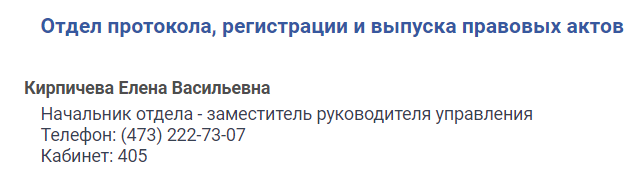 Отдел протокола, регистрации и выпуска правовых актов
Кирпичева Елена Васильевна
Начальник отдела - заместитель руководителя управления
Телефон: (473) 222-73-07
Кабинет: 405